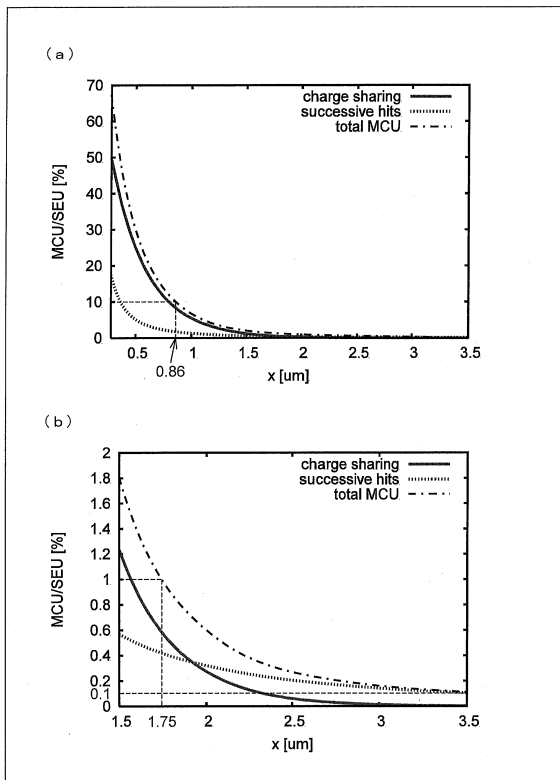 (a)
70
60
50
40
30
20
10
0
MCU/SEU [%]
charge sharing
successive hits
total MCU
0.5
1
1.5
2
2.5
3
3.5
0.86
x [um]
(b)
2
1.8
1.6
1.4
1.2
1
0.8
0.6
0.4
0.2
0.1
0
MCU/SEU [%]
charge sharing
successive hits
total MCU
1.5
1.75
2
2.5
3
3.5
x [um]